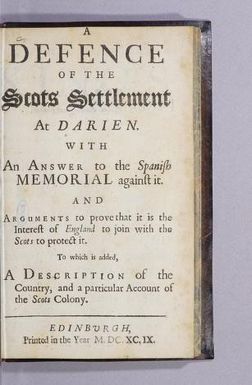 A
DEFENCE
OF THE
Scots Settlement
At DARIEN.
WITH
An ANSWER to the Spanish
MEMORIAL against it.
AND
ARGUMENTS to prove that it is the
Interest of England to join with the
Scots to protect it.
To which is added,
A DESCRIPTION of the
Country, and a particular Account of
the Scots Colony.
EDINBURGH,
Printed in the Year M. DC. XC, IX.